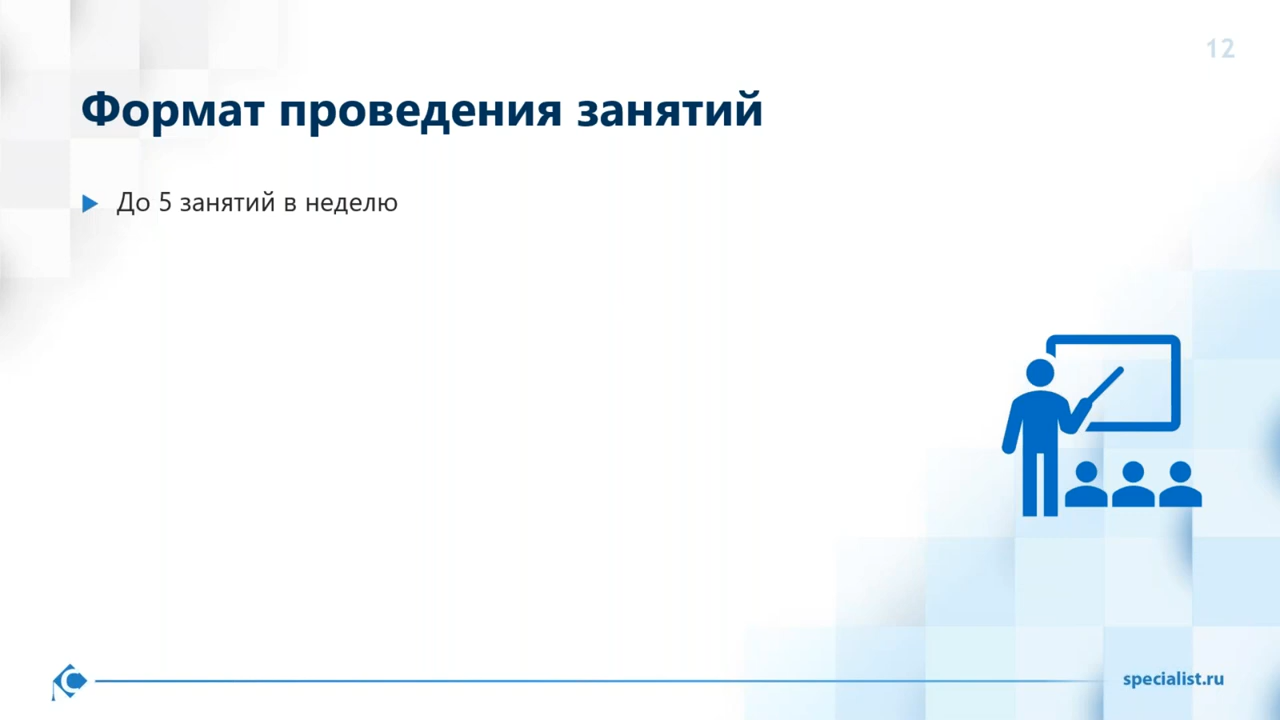 12
Формат проведения занятий
До 5 занятий в неделю
specialist.ru